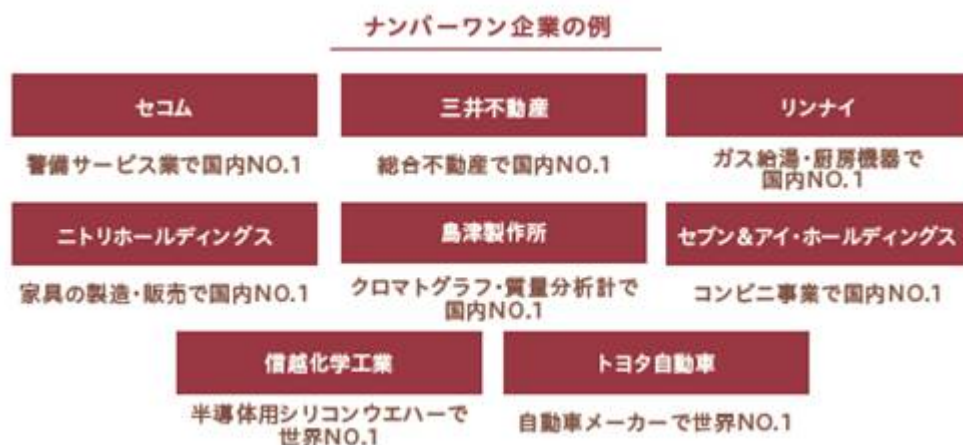 ナンバーワン企業の例
セコム
警備サービス業で国内NO.1
三井不動産
総合不動産で国内NO.1
リンナイ
ガス給湯・厨房機器で
国内NO.1
ニトリホールディングス
家具の製造・販売で国内NO.1
島津製作所
クロマトグラフ・質量分析計で
国内NO.1
セブン&アイ・ホールディングス
コンビニ事業で国内NO.1
信越化学工業
半導体用シリコンウエハーで
世界NO.1
トヨタ自動車
自動車メーカーで世界NO.1